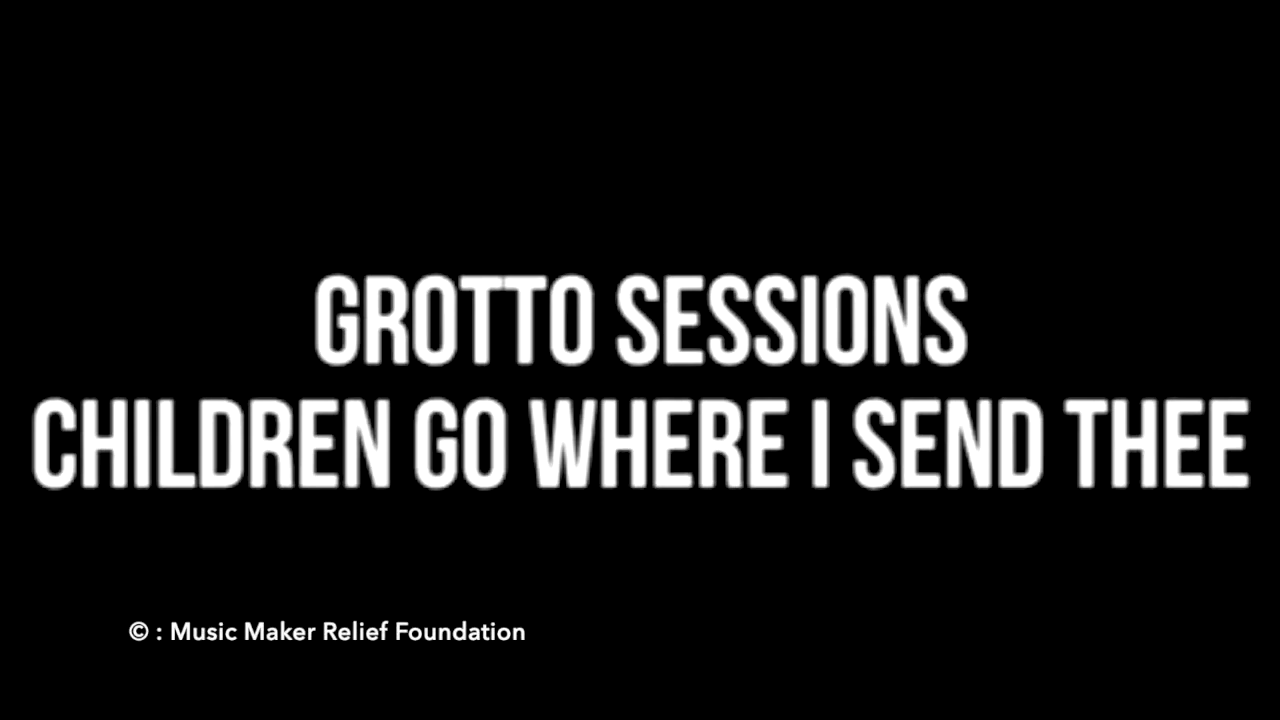 GROTTO SESSIONS
CHILDREN GO WHERE I SEND THEE
© : Music Maker Relief Foundation